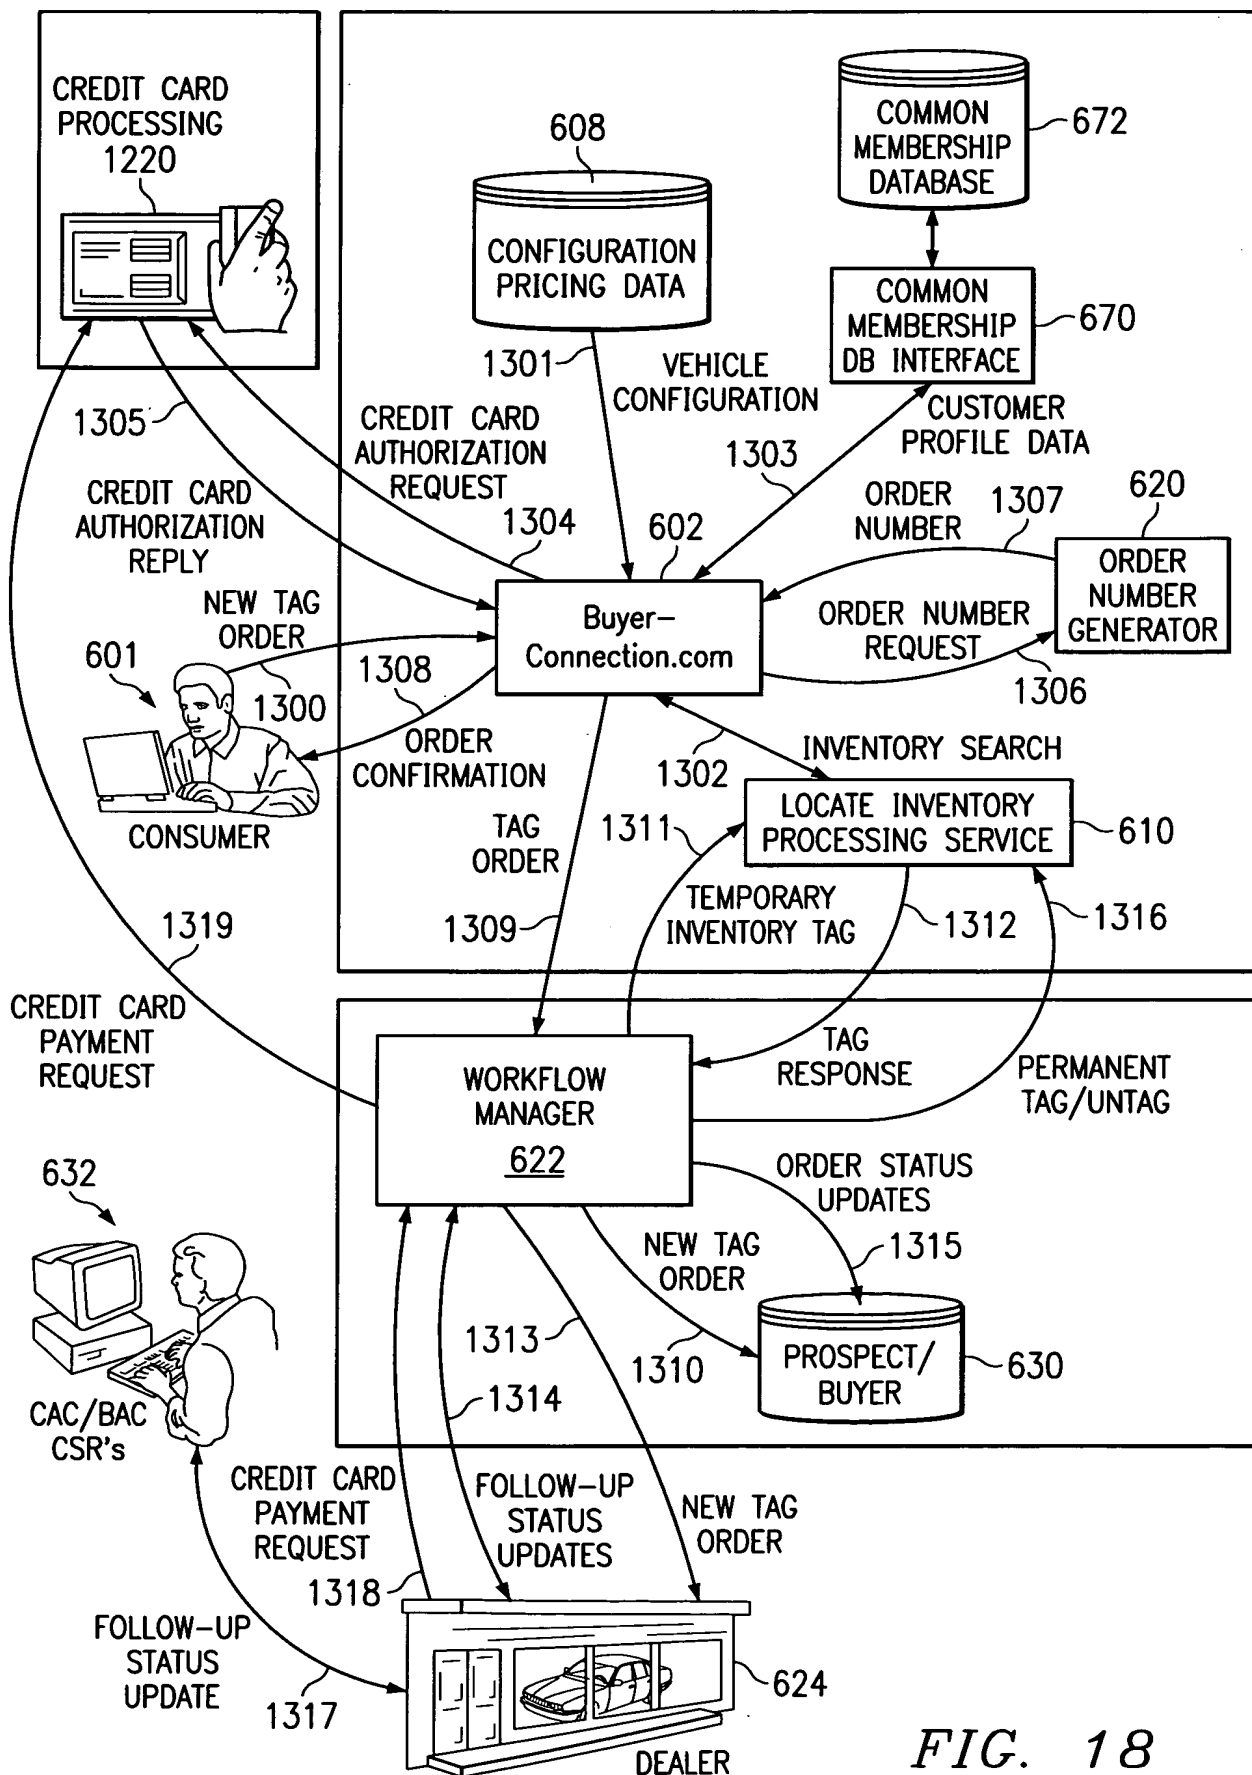 CREDIT CARD
PROCESSING
1220
608
CONFIGURATION
PRICING DATA
COMMON
MEMBERSHIP
DATABASE
672
COMMON
MEMBERSHIP
DB INTERFACE
670
1301
VEHICLE
CONFIGURATION
1305
CREDIT CARD
AUTHORIZATION
REQUEST
1303
CUSTOMER
PROFILE DATA
CREDIT CARD
AUTHORIZATION
REPLY
1304
602
ORDER
NUMBER
1307
620
ORDER
NUMBER
GENERATOR
NEW TAG
ORDER
Buyer-
Connection.com
ORDER NUMBER
REQUEST
1306
601
1300
1308
ORDER
CONFIRMATION
CONSUMER
1302
INVENTORY SEARCH
LOCATE INVENTORY
PROCESSING SERVICE
610
TAG
ORDER
1311
1309
TEMPORARY
INVENTORY TAG
1312
1316
1319
CREDIT CARD
PAYMENT
REQUEST
WORKFLOW
MANAGER
622
TAG
RESPONSE
PERMANENT
TAG/UNTAG
632
ORDER STATUS
UPDATES
1315
NEW TAG
ORDER
1313
1310
PROSPECT/
BUYER
630
CAC/BAC
CSR's
1314
CREDIT CARD
PAYMENT
REQUEST
1318
FOLLOW-UP
STATUS
UPDATES
NEW TAG
ORDER
FOLLOW-UP
STATUS
UPDATE
1317
624
DEALER
FIG. 18